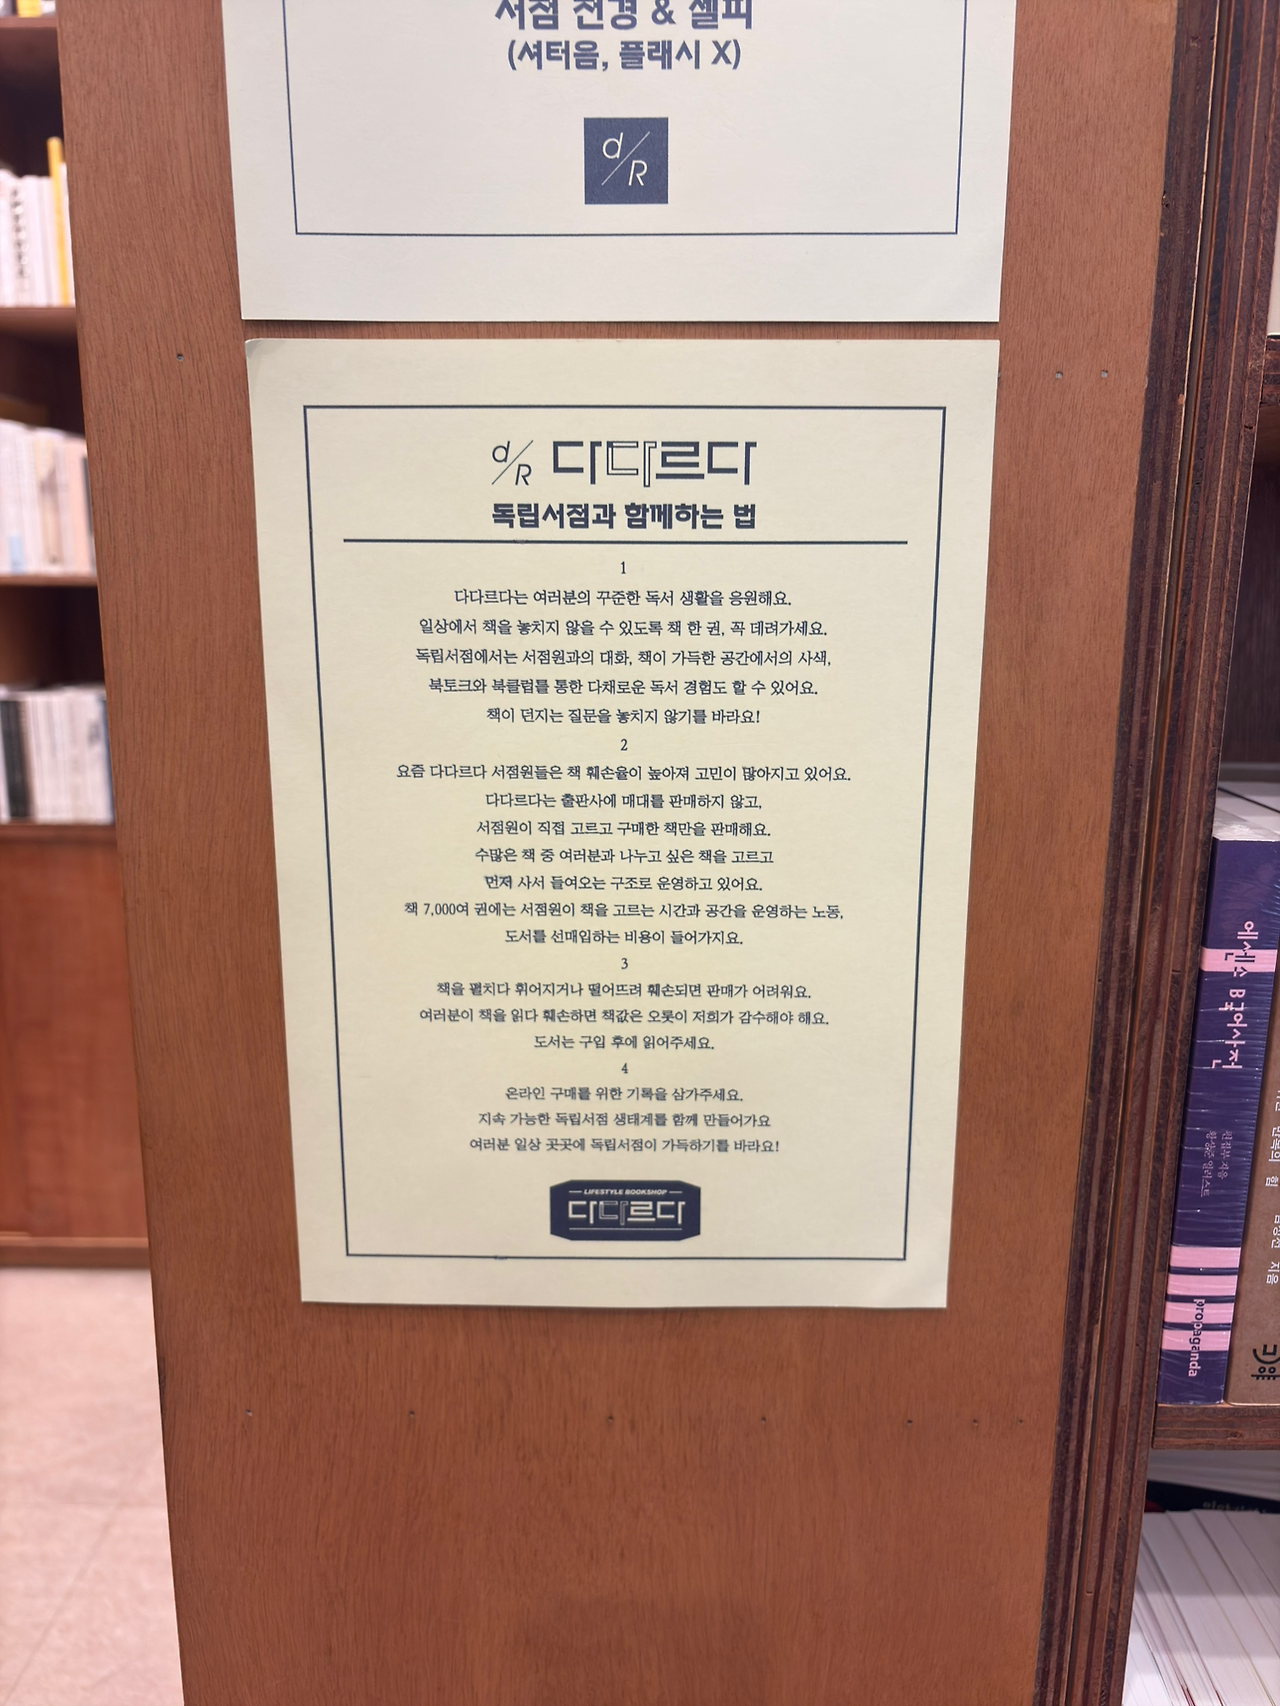 서점 전경 & 셀피
(셔터음, 플래시 X)
d/R
d/R 다다르다
독립서점과 함께하는 법
1
다다르다는 여러분의 꾸준한 독서 생활을 응원해요.
일상에서 책을 놓치지 않을 수 있도록 책 한 권, 꼭 데려가세요.
독립서점에서는 서점원과의 대화, 책이 가득한 공간에서의 사색,
북토크와 북클럽을 통한 다채로운 독서 경험도 할 수 있어요.
책이 던지는 질문을 놓치지 않기를 바라요!
2
요즘 다다르다 서점원들은 책 훼손율이 높아져 고민이 많아지고 있어요.
다다르다는 출판사에 매대를 판매하지 않고,
서점원이 직접 고르고 구매한 책만을 판매해요.
수많은 책 중 여러분과 나누고 싶은 책을 고르고
먼저 사서 들여오는 구조로 운영하고 있어요.
책 7,000여 권에는 서점원이 책을 고르는 시간과 공간을 운영하는 노동,
도서를 선매입하는 비용이 들어가지요.
3
책을 펼치다 휘어지거나 떨어뜨려 훼손되면 판매가 어려워요.
여러분이 책을 읽다 훼손하면 책값은 오롯이 저희가 감수해야 해요.
도서는 구입 후에 읽어주세요.
4
온라인 구매를 위한 기록을 삼가주세요.
지속 가능한 독립서점 생태계를 함께 만들어가요
여러분 일상 곳곳에 독립서점이 가득하기를 바라요!
LIFESTYLE BOOKSHOP
다다르다
에센스 B국어사전
propaganda